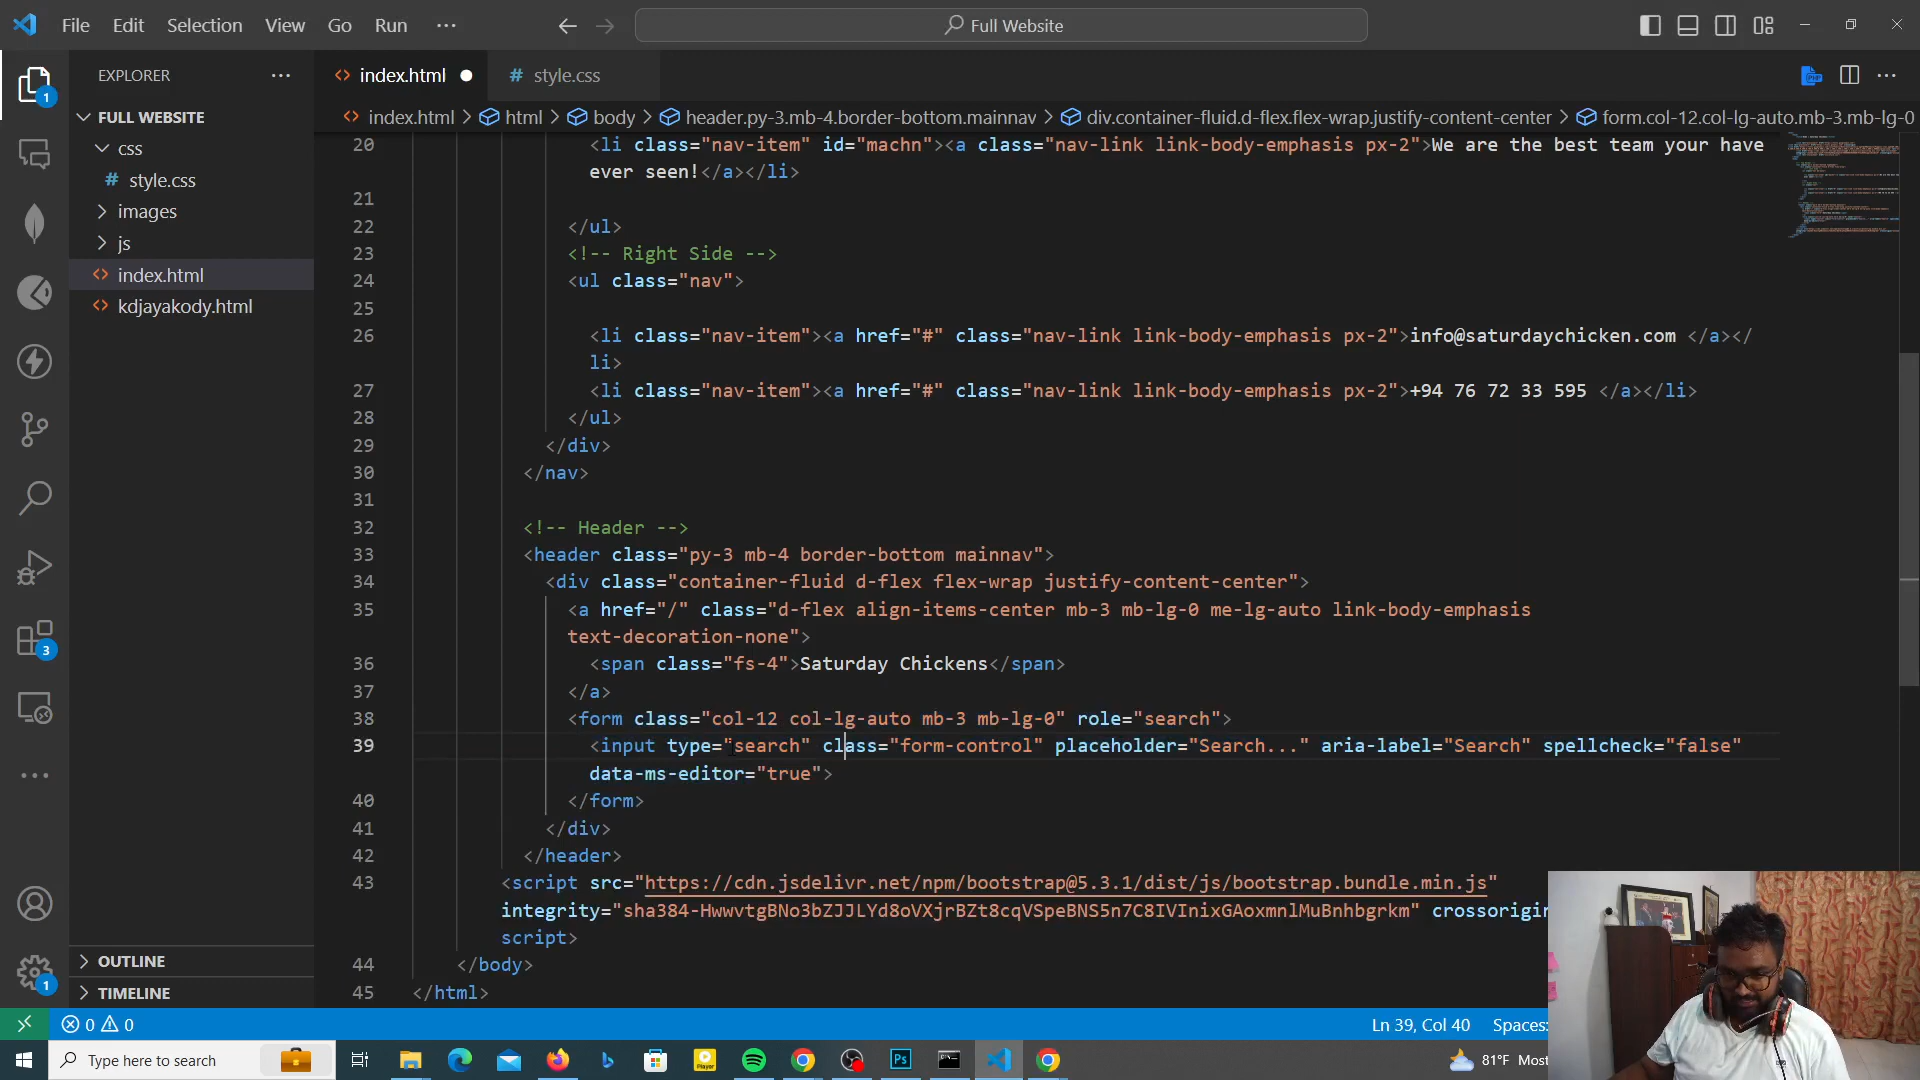 File Edit Selection View Go Run ··· Full Website
EXPLORER ···
index.html style.css
FULL WEBSITE
css
style.css
images
js
index.html
kdjayakody.html
index.html > html > body > header.py-3.mb-4.border-bottom.mainnav > div.container-fluid.d-flex.flex-wrap.justify-content-center > form.col-12.col-lg-auto.mb-3.mb-lg-0
20 <li class="nav-item" id="machn"><a class="nav-link link-body-emphasis px-2">We are the best team your have
ever seen!</a></li>
21
22 </ul>
23 <!-- Right Side -->
24 <ul class="nav">
25
26 <li class="nav-item"><a href="#" class="nav-link link-body-emphasis px-2">info@saturdaychicken.com </a></
li>
27 <li class="nav-item"><a href="#" class="nav-link link-body-emphasis px-2">+94 76 72 33 595 </a></li>
28 </ul>
29 </div>
30 </nav>
31
32 <!-- Header -->
33 <header class="py-3 mb-4 border-bottom mainnav">
34 <div class="container-fluid d-flex flex-wrap justify-content-center">
35 <a href="/" class="d-flex align-items-center mb-3 mb-lg-0 me-lg-auto link-body-emphasis
text-decoration-none">
36 <span class="fs-4">Saturday Chickens</span>
37 </a>
38 <form class="col-12 col-lg-auto mb-3 mb-lg-0" role="search">
39 <input type="search" class="form-control" placeholder="Search..." aria-label="Search" spellcheck="false"
data-ms-editor="true">
40 </form>
41 </div>
42 </header>
43 <script src="https://cdn.jsdelivr.net/npm/bootstrap@5.3.1/dist/js/bootstrap.bundle.min.js"
integrity="sha384-HwwvtgBNo3bZJJLYd8oVXjrBZt8cqVSpeBNS5n7C8IVInixGAoxmnlMuBnhbgrkm" crossorigin
script>
44 </body>
45 </html>
OUTLINE
TIMELINE
0 0 Ln 39, Col 40 Spaces:
Type here to search 81°F Most